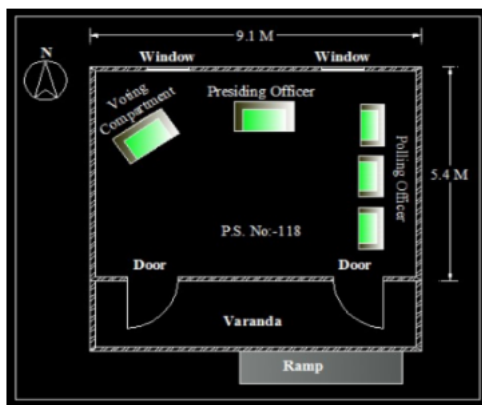 9.1 M
N
Window
Window
Voting
Compartment
Presiding Officer
Polling Officer
5.4 M
P.S. No:-118
Door
Door
Varanda
Ramp